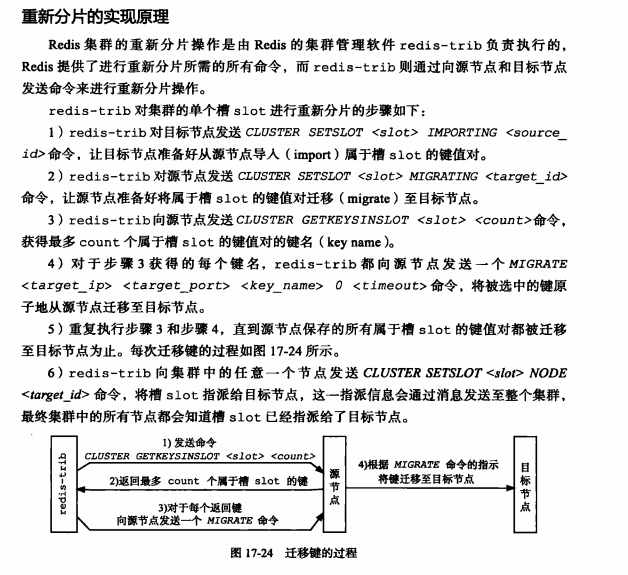 重新分片的实现原理
Redis 集群的重新分片操作是由 Redis 的集群管理软件 redis-trib 负责执行的，
Redis 提供了进行重新分片所需的所有命令，而 redis-trib 则通过向源节点和目标节点
发送命令来进行重新分片操作。
redis-trib 对集群的单个槽 slot 进行重新分片的步骤如下：
1）redis-trib 对目标节点发送 CLUSTER SETSLOT <slot> IMPORTING <source_
id> 命令，让目标节点准备好从源节点导入（import）属于槽 slot 的键值对。
2）redis-trib 对源节点发送 CLUSTER SETSLOT <slot> MIGRATING <target_id>
命令，让源节点准备好将属于槽 slot 的键值对迁移（migrate）至目标节点。
3）redis-trib 向源节点发送 CLUSTER GETKEYSINSLOT <slot> <count> 命令，
获得最多 count 个属于槽 slot 的键值对的键名（key name）。
4）对于步骤 3 获得的每个键名，redis-trib 都向源节点发送一个 MIGRATE
<target_ip> <target_port> <key_name> 0 <timeout> 命令，将被选中的键原
子地从源节点迁移至目标节点。
5）重复执行步骤 3 和步骤 4，直到源节点保存的所有属于槽 slot 的键值对都被迁移
至目标节点为止。每次迁移键的过程如图 17-24 所示。
6）redis-trib 向集群中的任意一个节点发送 CLUSTER SETSLOT <slot> NODE
<target_id> 命令，将槽 slot 指派给目标节点，这一指派信息会通过消息发送至整个集群，
最终集群中的所有节点都会知道槽 slot 已经指派给了目标节点。
redis-trib
1) 发送命令
CLUSTER GETKEYSINSLOT <slot> <count>
2)返回最多 count 个属于槽 slot 的键
3)对于每个返回键
向源节点发送一个 MIGRATE 命令
源节点
4)根据 MIGRATE 命令的指示
将键迁移至目标节点
目标节点
图 17-24 迁移键的过程